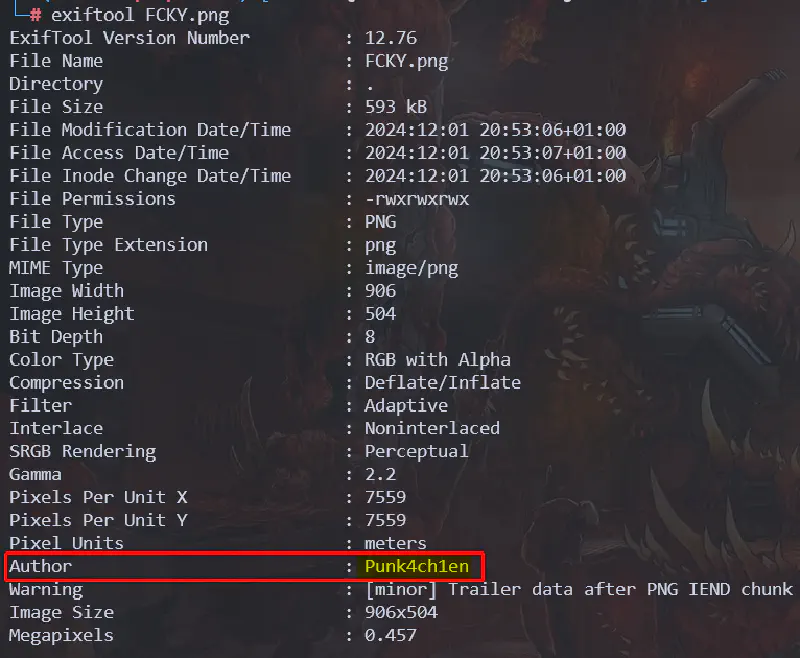 # exiftool FCKY.png
ExifTool Version Number : 12.76
File Name : FCKY.png
Directory : .
File Size : 593 kB
File Modification Date/Time : 2024:12:01 20:53:06+01:00
File Access Date/Time : 2024:12:01 20:53:07+01:00
File Inode Change Date/Time : 2024:12:01 20:53:06+01:00
File Permissions : -rwxrwxrwx
File Type : PNG
File Type Extension : png
MIME Type : image/png
Image Width : 906
Image Height : 504
Bit Depth : 8
Color Type : RGB with Alpha
Compression : Deflate/Inflate
Filter : Adaptive
Interlace : Noninterlaced
SRGB Rendering : Perceptual
Gamma : 2.2
Pixels Per Unit X : 7559
Pixels Per Unit Y : 7559
Pixel Units : meters
Author : Punk4ch1en
Warning : [minor] Trailer data after PNG IEND chunk
Image Size : 906x504
Megapixels : 0.457